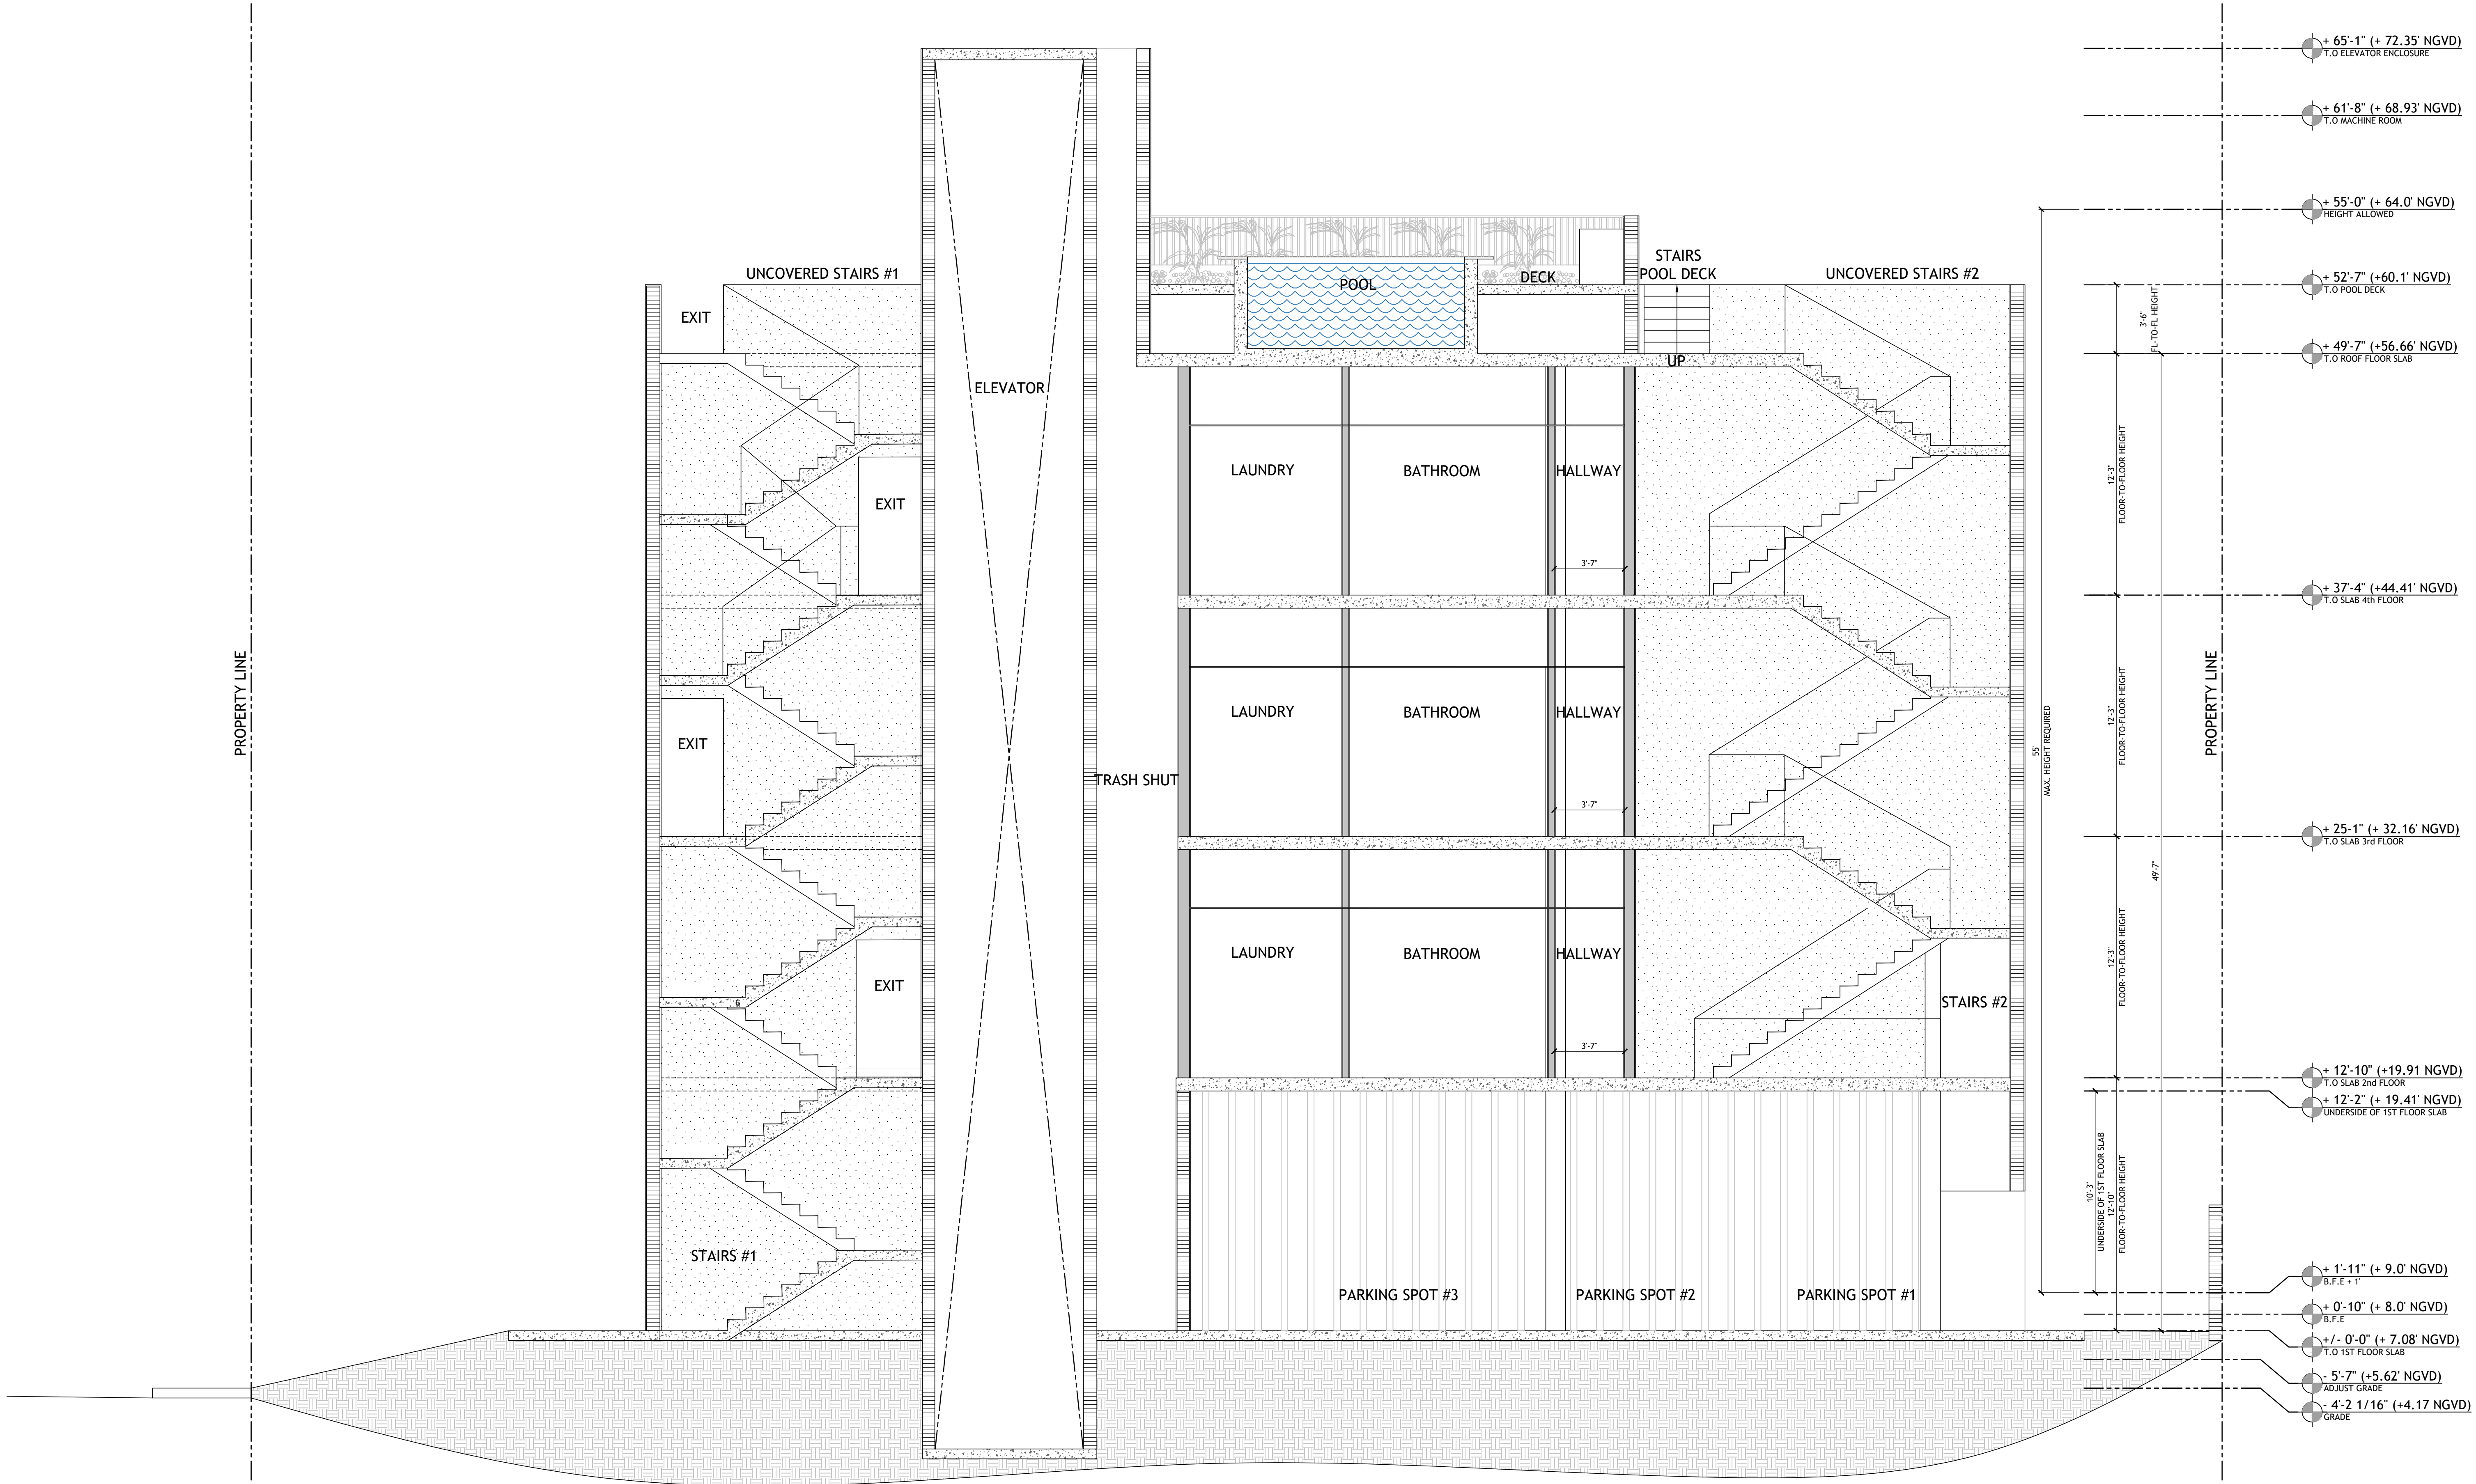 + 65'-1" (+ 72.35' NGVD)
T.O ELEVATOR ENCLOSURE
+ 61'-8" (+ 68.93' NGVD)
T.O MACHINE ROOM
+ 55'-0" (+ 64.0' NGVD)
HEIGHT ALLOWED
STAIRS
POOL DECK
UNCOVERED STAIRS #1
UNCOVERED STAIRS #2
POOL
DECK
+ 52'-7" (+60.1' NGVD)
T.O POOL DECK
EXIT
3'-6"
FL-TO-FL HEIGHT
+ 49'-7" (+56.66' NGVD)
T.O ROOF FLOOR SLAB
UP
ELEVATOR
LAUNDRY
BATHROOM
HALLWAY
12'-3"
FLOOR-TO-FLOOR HEIGHT
EXIT
3'-7"
+ 37'-4" (+44.41' NGVD)
T.O SLAB 4th FLOOR
PROPERTY LINE
PROPERTY LINE
LAUNDRY
BATHROOM
HALLWAY
12'-3"
FLOOR-TO-FLOOR HEIGHT
EXIT
55'
MAX. HEIGHT REQUIRED
TRASH SHUT
3'-7"
+ 25-1" (+ 32.16' NGVD)
T.O SLAB 3rd FLOOR
49'-7"
LAUNDRY
BATHROOM
HALLWAY
12'-3"
FLOOR-TO-FLOOR HEIGHT
EXIT
G
STAIRS #2
3'-7"
+ 12'-10" (+19.91 NGVD)
T.O SLAB 2nd FLOOR
+ 12'-2" (+ 19.41' NGVD)
UNDERSIDE OF 1ST FLOOR SLAB
10'-3"
UNDERSIDE OF 1ST FLOOR SLAB
12'-10"
FLOOR-TO-FLOOR HEIGHT
STAIRS #1
PARKING SPOT #3
PARKING SPOT #2
PARKING SPOT #1
+ 1'-11" (+ 9.0' NGVD)
B.F.E + 1'
+ 0'-10" (+ 8.0' NGVD)
B.F.E
+/- 0'-0" (+ 7.08' NGVD)
T.O 1ST FLOOR SLAB
- 5'-7" (+5.62' NGVD)
ADJUST GRADE
- 4'-2 1/16" (+4.17 NGVD)
GRADE